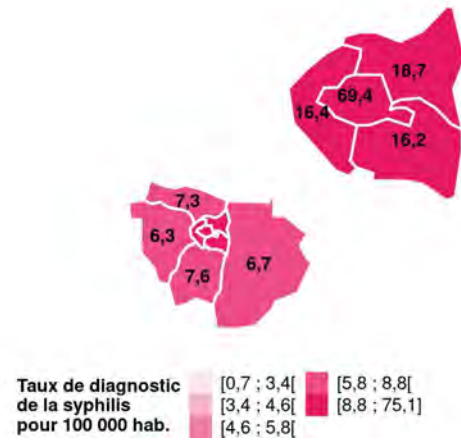 18,7
69,4
16,4
16,2
7,3
6,3
6,7
7,6
Taux de diagnostic
de la syphilis
pour 100 000 hab.
[0,7 ; 3,4[
[3,4 ; 4,6[
[4,6 ; 5,8[
[5,8 ; 8,8[
[8,8 ; 75,1]